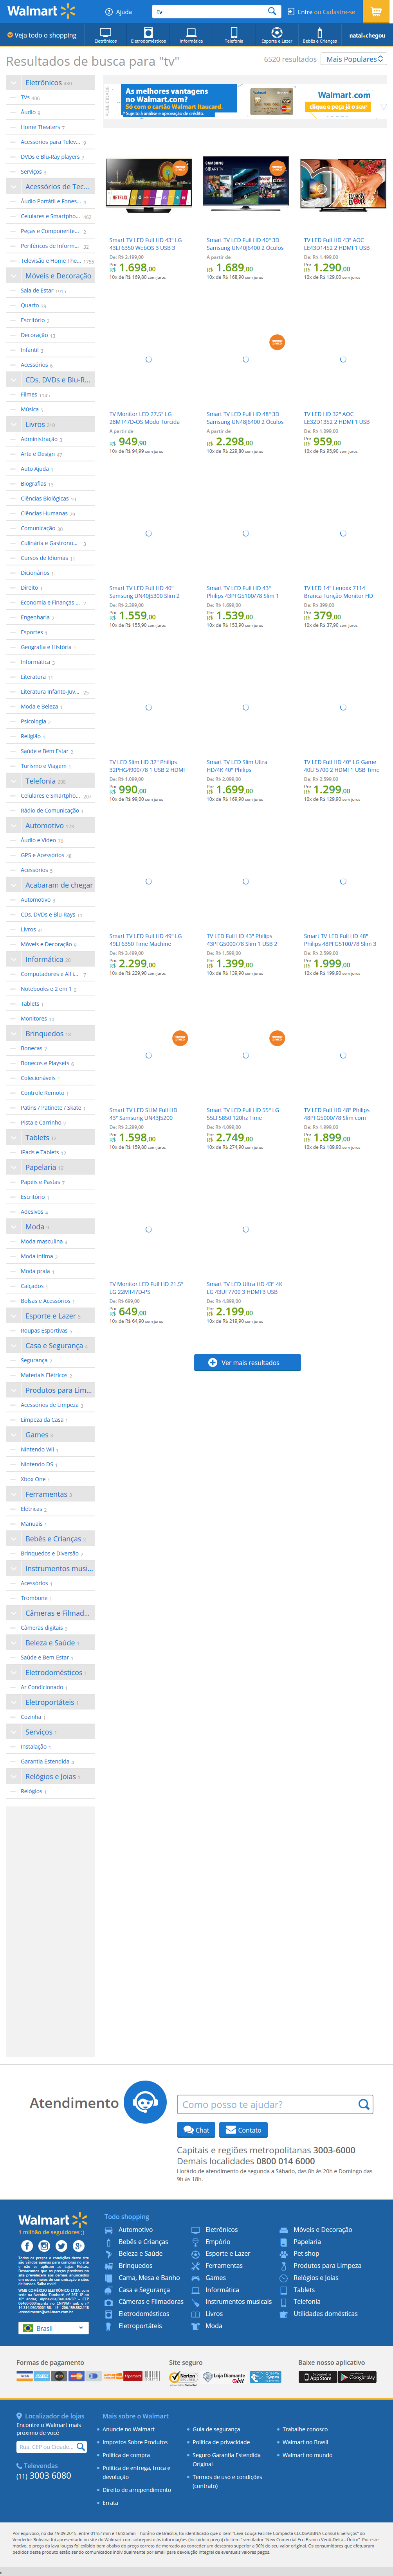 Walmart
Ajuda
tv
Entre ou Cadastre-se
Veja todo o shopping
Eletrônicos
Eletrodomésticos
Informática
Telefonia
Esporte e Lazer
Bebês e Crianças
natal chegou
Resultados de busca para "tv"
6520 resultados
Mais Populares
Eletrônicos
TVs
Áudio
Home Theaters 7
Acessórios para Telev...
DVDs e Blu-Ray players
Serviços
Acessórios de Tec...
Áudio Portátil e Fones...
Celulares e Smartpho... 462
Peças e Componente...
Periféricos de Inform... 32
Televisão e Home The... 1755
Móveis e Decoração
Sala de Estar
Quarto
Escritório
Decoração
Infantil
Acessórios
CDs, DVDs e Blu-R...
Filmes
Música
Livros
Administração
Arte e Design
Auto Ajuda
Biografias
Ciências Biológicas
Ciências Humanas
Comunicação
Culinária e Gastrono...
Cursos de Idiomas
Dicionários
Direito
Economia e Finanças ...
Engenharia
Esportes
Geografia e História
Informática
Literatura
Literatura Infanto-Juv... 25
Moda e Beleza
Psicologia
Religião
Saúde e Bem Estar
Turismo e Viagem
Telefonia
Celulares e Smartpho...
Rádio de Comunicação
Automotivo
Áudio e Vídeo
GPS e Acessórios
Acessórios
Acabaram de chegar
Automotivo
CDs, DVDs e Blu-Rays
Livros
Móveis e Decoração
Informática
Computadores e All i...
Notebooks e 2 em 1
Tablets
Monitores
Brinquedos
Bonecas
Bonecos e Playsets
Colecionáveis
Controle Remoto
Patins / Patinete / Skate
Pista e Carrinho
Tablets
iPads e Tablets
Papelaria
Papéis e Pastas
Escritório
Adesivos
Moda
Moda masculina
Moda íntima
Moda praia
Calçados
Bolsas e Acessórios
Esporte e Lazer
Roupas Esportivas
Casa e Segurança
Segurança
Materiais Elétricos
Produtos para Lim...
Acessórios de Limpeza
Limpeza da Casa
Games
Nintendo Wii
Nintendo DS
Xbox One
Ferramentas
Elétricas
Manuais
Bebês e Crianças
Brinquedos e Diversão
Instrumentos musi...
Acessórios
Trombone
Câmeras e Filmad...
Câmeras digitais
Beleza e Saúde
Saúde e Bem-Estar
Eletrodomésticos
Ar Condicionado
Eletroportáteis
Cozinha
Serviços
Instalação
Garantia Estendida
Relógios e Joias
Relógios
PUBLICIDADE
As melhores vantagens
no Walmart.com?
Só com o cartão Walmart Itaucard.
Sujeito à análise e aprovação de crédito.
Walmart.com
clique e peça já o seu
Smart TV LED Full HD 43" LG
43LF6350 WebOS 3 USB 3
De: R$ 2.199,00
Por
R$ 1.698,00
10x de R$ 169,80 sem juros
Smart TV LED Full HD 40" 3D
Samsung UN40J6400 2 Óculos
A partir de
R$ 1.689,00
10x de R$ 168,90 sem juros
TV LED Full HD 43" AOC
LE43D1452 2 HDMI 1 USB
De: R$ 1.499,00
Por
R$ 1.290,00
10x de R$ 129,00 sem juros
TV Monitor LED 27.5" LG
28MT47D-OS Modo Torcida
A partir de
R$ 949,90
10x de R$ 94,99 sem juros
Smart TV LED Full HD 48" 3D
Samsung UN48J6400 2 Óculos
A partir de
R$ 2.298,00
10x de R$ 229,80 sem juros
TV LED HD 32" AOC
LE32D1352 2 HDMI 1 USB
De: R$ 1.099,00
Por
R$ 959,00
10x de R$ 95,90 sem juros
Smart TV LED Full HD 40"
Samsung UN40J5300 Slim 2
De: R$ 2.399,00
Por
R$ 1.559,00
10x de R$ 155,90 sem juros
Smart TV LED Full HD 43"
Philips 43PFG5100/78 Slim 1
De: R$ 1.699,00
Por
R$ 1.539,00
10x de R$ 153,90 sem juros
TV LED 14" Lenoxx 7114
Branca Função Monitor HD
De: R$ 399,00
Por
R$ 379,00
10x de R$ 37,90 sem juros
TV LED Slim HD 32" Philips
32PHG4900/78 1 USB 2 HDMI
De: R$ 1.099,00
Por
R$ 990,00
10x de R$ 99,00 sem juros
Smart TV LED Slim Ultra
HD/4K 40" Philips
De: R$ 2.099,00
Por
R$ 1.699,00
10x de R$ 169,90 sem juros
TV LED Full HD 40" LG Game
40LF5700 2 HDMI 1 USB Time
De: R$ 2.509,00
Por
R$ 1.299,00
10x de R$ 129,90 sem juros
Smart TV LED Full HD 49" LG
49LF6350 Time Machine
De: R$ 3.499,00
Por
R$ 2.299,00
10x de R$ 229,90 sem juros
TV LED Full HD 43" Philips
43PFG5000/78 Slim 1 USB 2
De: R$ 1.599,00
Por
R$ 1.399,00
10x de R$ 139,90 sem juros
Smart TV LED Full HD 48"
Philips 48PFG5100/78 Slim 3
De: R$ 2.399,00
Por
R$ 1.999,00
10x de R$ 199,90 sem juros
Smart TV LED SLIM Full HD
43" Samsung UN43J5200
De: R$ 2.299,00
Por
R$ 1.598,00
10x de R$ 159,80 sem juros
Smart TV LED Full HD 55" LG
55LF5850 120hz Time
De: R$ 4.099,00
Por
R$ 2.749,00
10x de R$ 274,90 sem juros
TV LED Full HD 48" Philips
48PFG5000/78 Slim com
De: R$ 1.999,00
Por
R$ 1.899,00
10x de R$ 189,90 sem juros
TV Monitor LED Full HD 21.5"
LG 22MT47D-PS
De: R$ 699,00
Por
R$ 649,00
10x de R$ 64,90 sem juros
Smart TV LED Ultra HD 43" 4K
LG 43UF7700 3 HDMI 3 USB
De: R$ 4.999,00
Por
R$ 2.199,00
10x de R$ 219,90 sem juros
Ver mais resultados
Atendimento
Como posso te ajudar?
Chat
Contato
Capitais e regiões metropolitanas 3003-6000
Demais localidades 0800 014 6000
Horário de atendimento de segunda a Sábado, das 8h às 20h e Domingo das
9h às 18h.
Walmart
1 milhão de seguidores ;)
Brasil
Todo shopping
Automotivo
Bebês e Crianças
Beleza e Saúde
Brinquedos
Cama, Mesa e Banho
Casa e Segurança
Câmeras e Filmadoras
Eletrodomésticos
Eletroportáteis
Eletrônicos
Empório
Esporte e Lazer
Ferramentas
Games
Informática
Instrumentos musicais
Livros
Moda
Móveis e Decoração
Papelaria
Pet shop
Produtos para Limpeza
Relógios e Joias
Tablets
Telefonia
Utilidades domésticas
Formas de pagamento
Site seguro
Norton
Loja Diamante
Baixe nosso aplicativo
App Store
Google play
Localizador de lojas
Encontre o Walmart mais
próximo de você
Rua, CEP ou Cidade...
Televendas
(11) 3003 6080
Mais sobre o Walmart
Anuncie no Walmart
Impostos Sobre Produtos
Política de compra
Política de entrega, troca e
devolução
Direito de arrependimento
Errata
Guia de segurança
Política de privacidade
Seguro Garantia Estendida
Original
Termos de uso e condições
(contrato)
Trabalhe conosco
Walmart no Brasil
Walmart no mundo